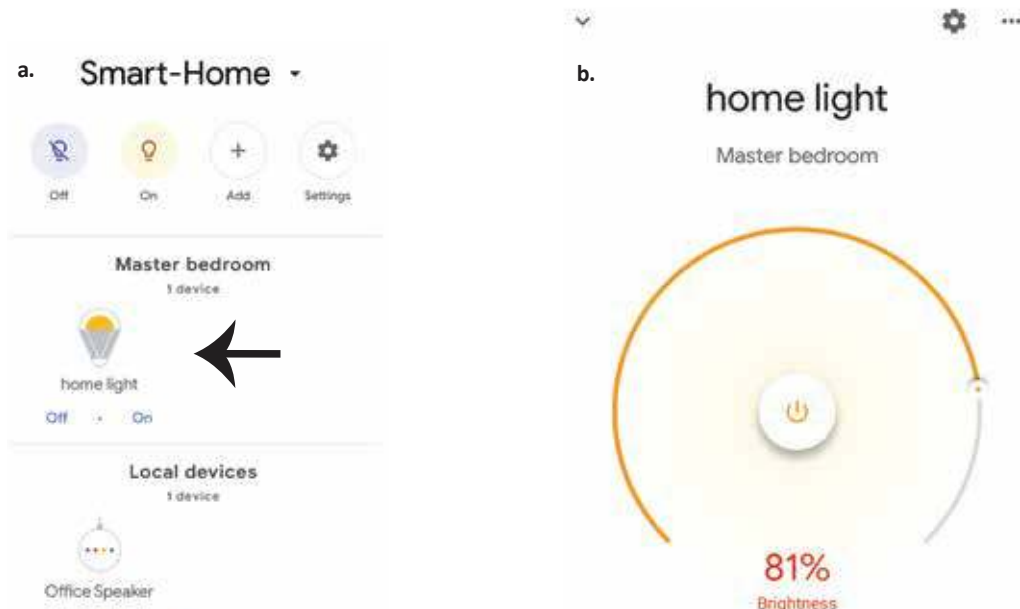 a.
Smart-Home
Off On Add Settings
Master bedroom
1 device
home light
Off • On
Local devices
1 device
Office Speaker
b.
home light
Master bedroom
81%
Brightness